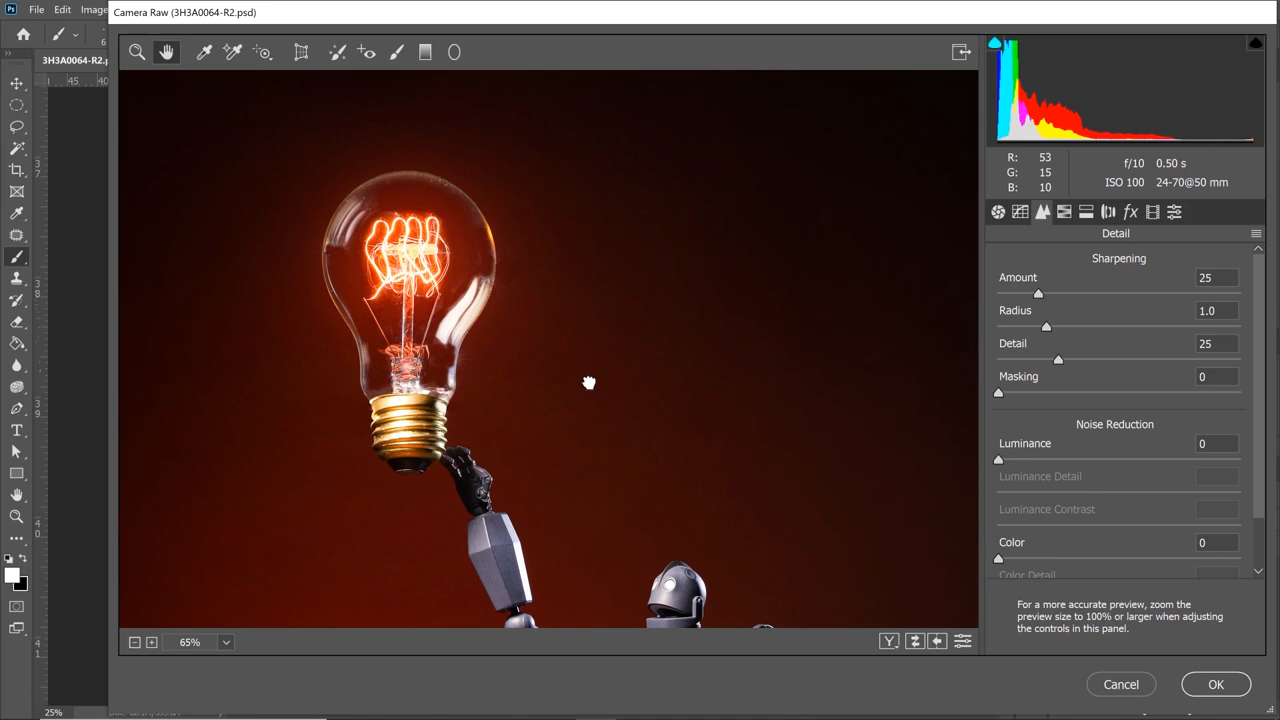 Ps File Edit Image
Camera Raw (3H3A0064-R2.psd)
3H3A0064-R2.p
45 40
R: 53
G: 15
B: 10
f/10 0.50 s
ISO 100 24-70@50 mm
fx
Detail
Sharpening
Amount 25
Radius 1.0
Detail 25
Masking 0
Noise Reduction
Luminance 0
Luminance Detail
Luminance Contrast
Color 0
Color Detail
For a more accurate preview, zoom the
preview size to 100% or larger when adjusting
the controls in this panel.
65%
Y
Cancel OK
25%